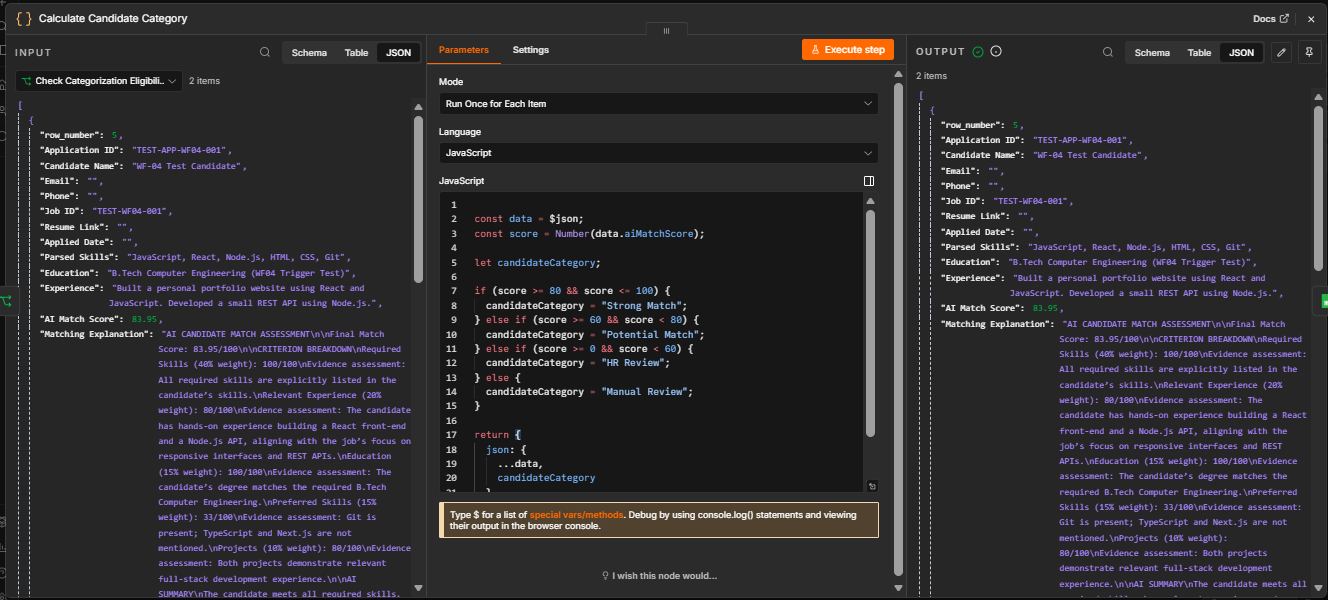 { } Calculate Candidate Category
Docs
INPUT
Schema Table JSON
Check Categorization Eligibili.. 2 items
[
{
"row_number": 5,
"Application ID": "TEST-APP-WF04-001",
"Candidate Name": "WF-04 Test Candidate",
"Email": "",
"Phone": "",
"Job ID": "TEST-WF04-001",
"Resume Link": "",
"Applied Date": "",
"Parsed Skills": "JavaScript, React, Node.js, HTML, CSS, Git",
"Education": "B.Tech Computer Engineering (WF04 Trigger Test)",
"Experience": "Built a personal portfolio website using React and
JavaScript. Developed a small REST API using Node.js.",
"AI Match Score": 83.95,
"Matching Explanation": "AI CANDIDATE MATCH ASSESSMENT\n\nFinal Match
Score: 83.95/100\n\nCRITERION BREAKDOWN\nRequired
Skills (40% weight): 100/100\nEvidence assessment:
All required skills are explicitly listed in the
candidate's skills.\nRelevant Experience (20%
weight): 80/100\nEvidence assessment: The candidate
has hands-on experience building a React front-end
and a Node.js API, aligning with the job's focus on
responsive interfaces and REST APIs.\nEducation
(15% weight): 100/100\nEvidence assessment: The
candidate's degree matches the required B.Tech
Computer Engineering.\nPreferred Skills (15%
weight): 33/100\nEvidence assessment: Git is
present; TypeScript and Next.js are not
mentioned.\nProjects (10% weight): 80/100\nEvidence
assessment: Both projects demonstrate relevant
full-stack development experience.\n\nAI
SUMMARY\nThe candidate meets all required skills.
Parameters Settings
Execute step
Mode
Run Once for Each Item
Language
JavaScript
JavaScript
1
2 const data = $json;
3 const score = Number(data.aiMatchScore);
4
5 let candidateCategory;
6
7 if (score >= 80 && score <= 100) {
8 candidateCategory = "Strong Match";
9 } else if (score >= 60 && score < 80) {
10 candidateCategory = "Potential Match";
11 } else if (score >= 0 && score < 60) {
12 candidateCategory = "HR Review";
13 } else {
14 candidateCategory = "Manual Review";
15 }
16
17 return {
18 json: {
19 ...data,
20 candidateCategory
21 }
Type $ for a list of special vars/methods. Debug by using console.log() statements and viewing
their output in the browser console.
I wish this node would...
OUTPUT
Schema Table JSON
2 items
[
{
"row_number": 5,
"Application ID": "TEST-APP-WF04-001",
"Candidate Name": "WF-04 Test Candidate",
"Email": "",
"Phone": "",
"Job ID": "TEST-WF04-001",
"Resume Link": "",
"Applied Date": "",
"Parsed Skills": "JavaScript, React, Node.js, HTML, CSS, Git",
"Education": "B.Tech Computer Engineering (WF04 Trigger Test)",
"Experience": "Built a personal portfolio website using React and
JavaScript. Developed a small REST API using Node.js.",
"AI Match Score": 83.95,
"Matching Explanation": "AI CANDIDATE MATCH ASSESSMENT\n\nFinal Match
Score: 83.95/100\n\nCRITERION BREAKDOWN\nRequired
Skills (40% weight): 100/100\nEvidence assessment:
All required skills are explicitly listed in the
candidate's skills.\nRelevant Experience (20%
weight): 80/100\nEvidence assessment: The
candidate has hands-on experience building a React
front-end and a Node.js API, aligning with the
job's focus on responsive interfaces and REST
APIs.\nEducation (15% weight): 100/100\nEvidence
assessment: The candidate's degree matches the
required B.Tech Computer Engineering.\nPreferred
Skills (15% weight): 33/100\nEvidence assessment:
Git is present; TypeScript and Next.js are not
mentioned.\nProjects (10% weight):
80/100\nEvidence assessment: Both projects
demonstrate relevant full-stack development
experience.\n\nAI SUMMARY\nThe candidate meets all